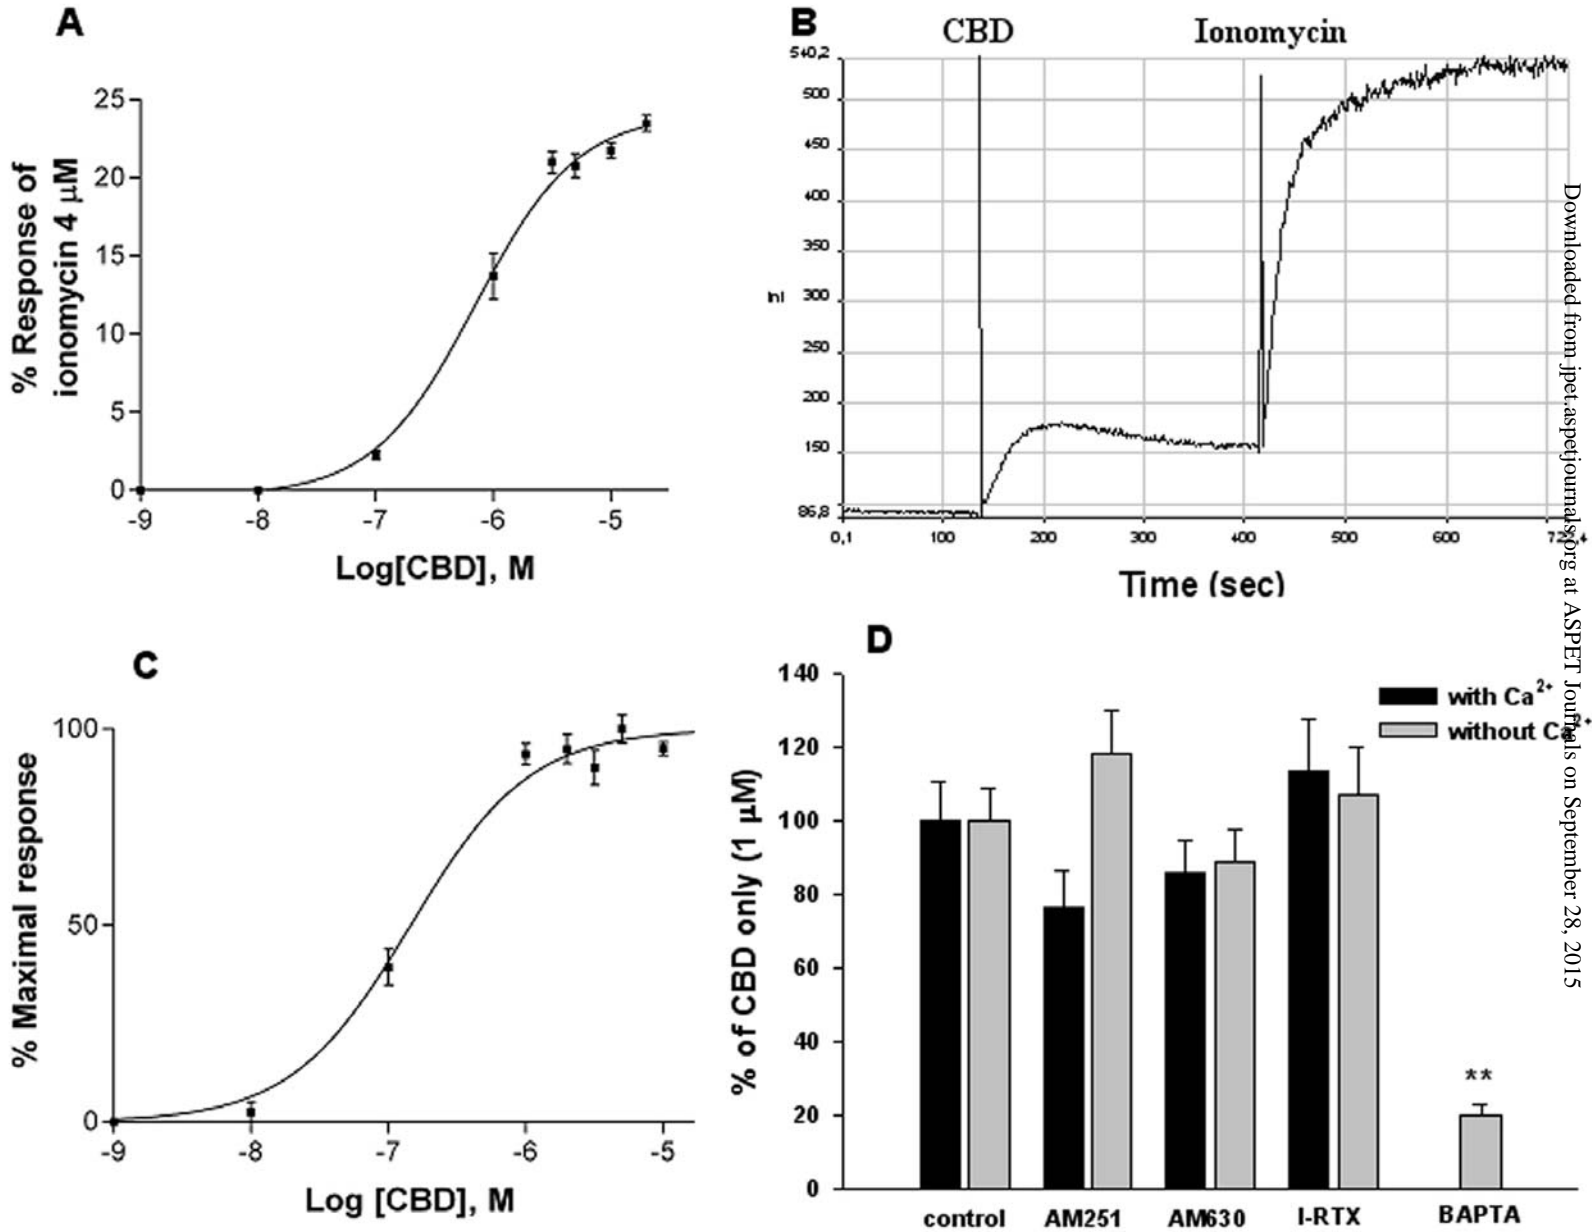 A
% Response of
ionomycin 4 µM
25
20
15
10
5
0
-9
-8
-7
-6
-5
Log[CBD], M
B
CBD
Ionomycin
540,2
500
450
400
350
300
250
200
150
86,8
Int
0,1
100
200
300
400
500
600
Time (sec)
C
% Maximal response
100
50
0
-9
-8
-7
-6
-5
Log [CBD], M
D
% of CBD only (1 µM)
140
120
100
80
60
40
20
0
with Ca2+
without Ca2+
**
control
AM251
AM630
I-RTX
BAPTA
Downloaded from jpet.aspetjournals.org at ASPET Journals on September 28, 2015